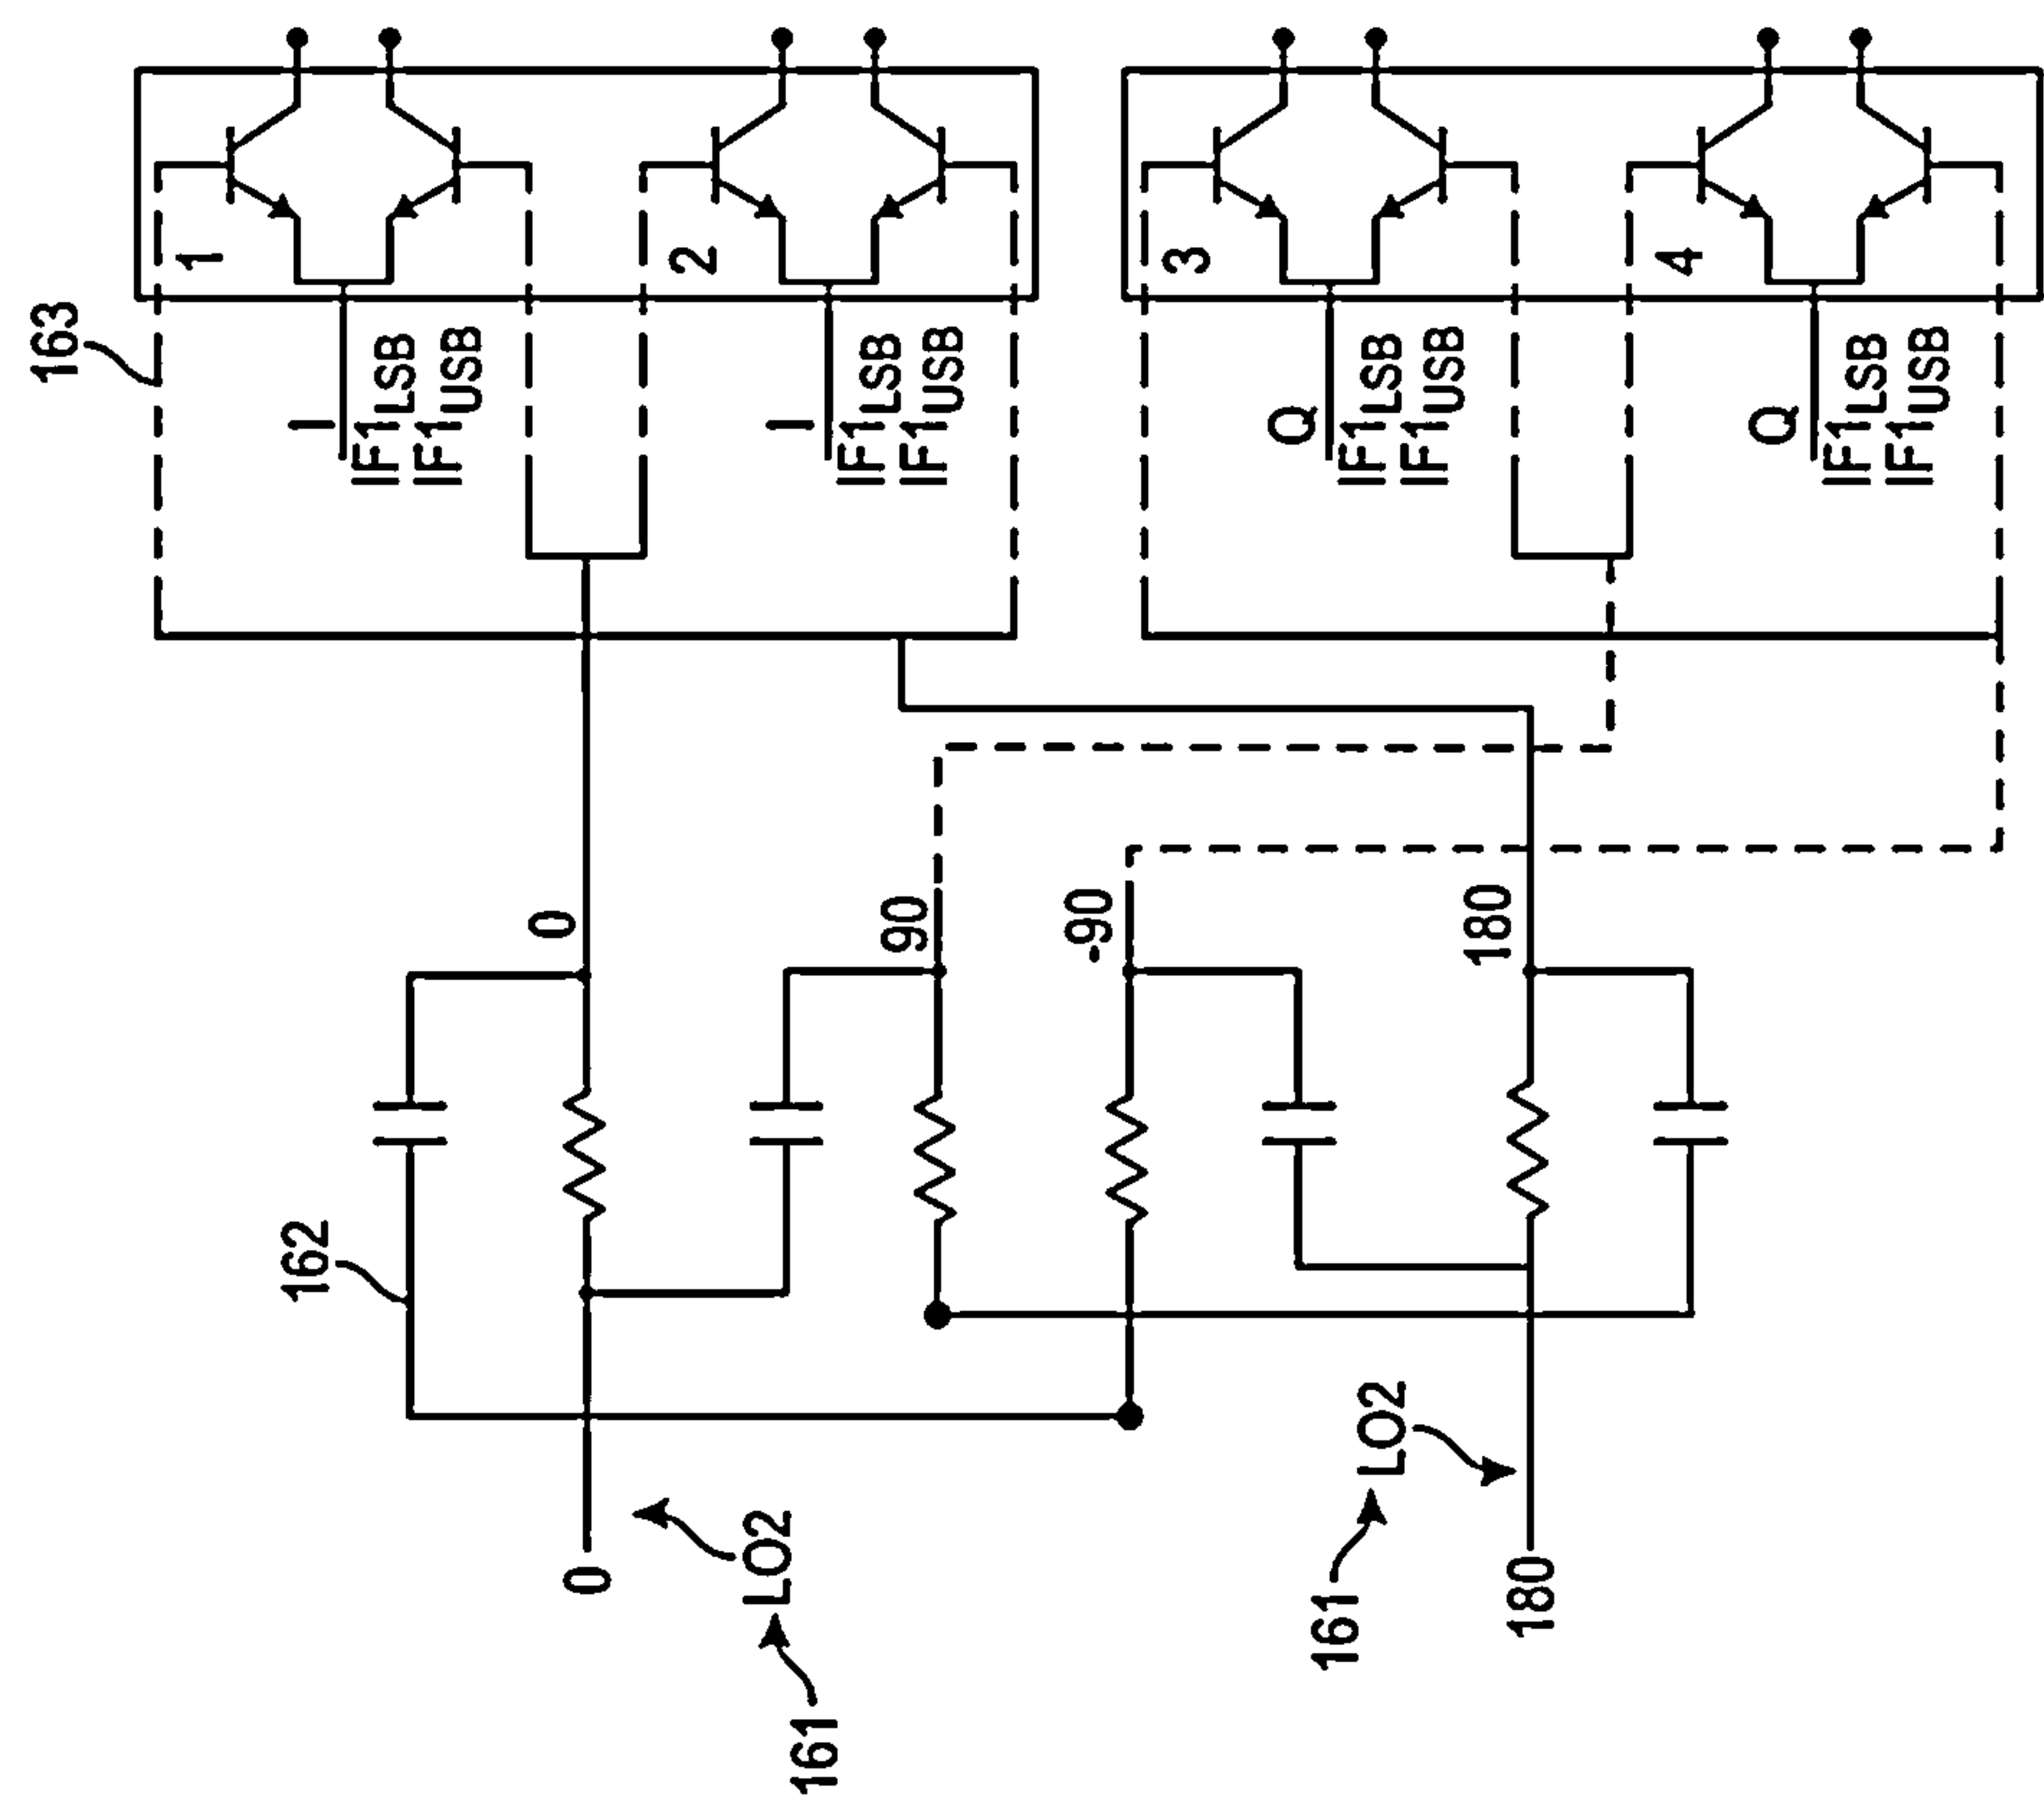 163
1
I
IF1LSB
IF1USB
2
I
IF1LSB
IF1USB
3
Q
IF1LSB
IF1USB
4
Q
IF1LSB
IF1USB
162
0
90
-90
180
0
LO2
161
161
LO2
180